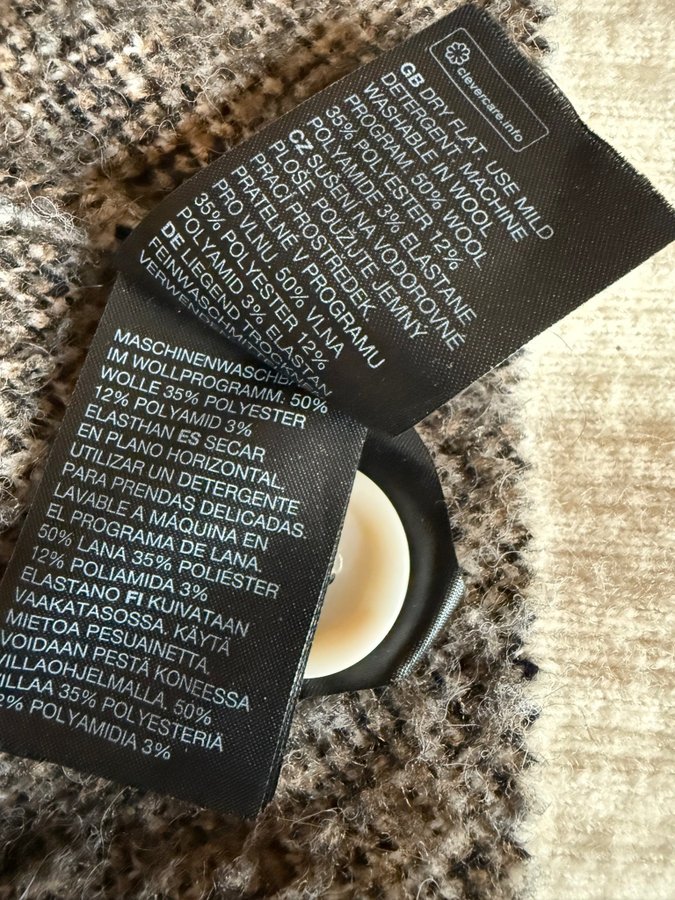 clevercare.info
GB DRY FLAT. USE MILD
DETERGENT. MACHINE
WASHABLE IN WOOL
PROGRAM. 50% WOOL
35% POLYESTER 12%
POLYAMIDE 3% ELASTANE
CZ SUŠENÍ NA VODOROVNÉ
PLOŠE. POUŽIJTE JEMNÝ
PRACÍ PROSTŘEDEK.
PRATELNÉ V PROGRAMU
PRO VLNU. 50% VLNA
35% POLYESTER 12%
POLYAMID 3% ELASTAN
DE LIEGEND TROCKNEN.
FEINWASCHMITTEL
MASCHINENWASCHBAR
IM WOLLPROGRAMM. 50%
WOLLE 35% POLYESTER
12% POLYAMID 3%
ELASTHAN ES SECAR
EN PLANO HORIZONTAL.
UTILIZAR UN DETERGENTE
PARA PRENDAS DELICADAS.
LAVABLE A MÁQUINA EN
EL PROGRAMA DE LANA.
50% LANA 35% POLIESTER
12% POLIAMIDA 3%
ELASTANO FI KUIVATAAN
VAAKATASOSSA. KÄYTÄ
MIETOA PESUAINETTA.
VOIDAAN PESTÄ KONEESSA
VILLAOHJELMALLA. 50%
VILLAA 35% POLYESTERIÄ
12% POLYAMIDIA 3%